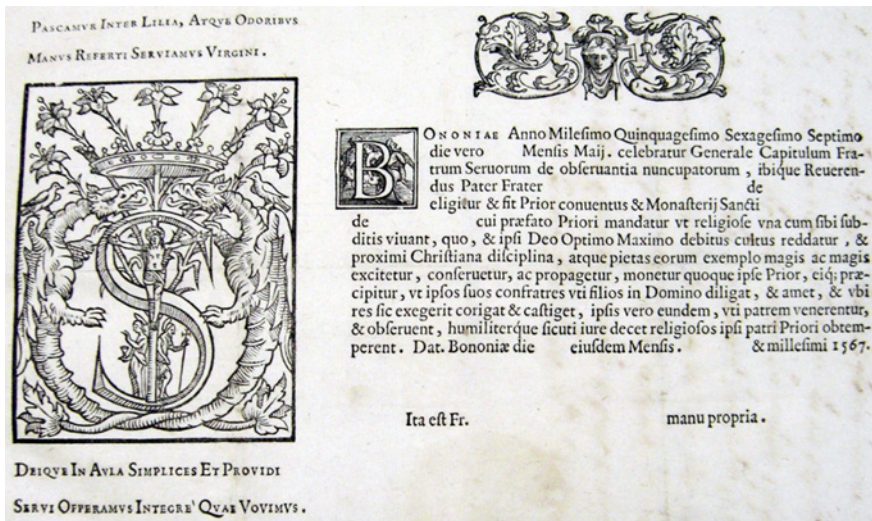 PASCAMVR INTER LILIA, ATQVE ODORIBVS
MANVS REFERTI SERVIAMVS VIRGINI.
BONONIAE Anno Milesimo Quinquagesimo Sexagesimo Septimo
die vero Mensis Maij. celebratur Generale Capitulum Fra-
trum Seruorum de obseruantia nuncupatorum, ibique Reueren-
dus Pater Frater de
eligitur & fit Prior conuentus & Monasterij Sancti
de cui præfato Priori mandatur vt religiose vna cum sibi sub-
ditis viuant, quo, & ipsi Deo Optimo Maximo debitus cultus reddatur, &
proximi Christiana disciplina, atque pietas eorum exemplo magis ac magis
excitetur, conseruetur, ac propagetur, monetur quoque ipse Prior, eiq; præ-
cipitur, vt ipsos suos confratres vti filios in Domino diligat, & amet, & vbi
res sic exegerit corigat & castiget, ipsis vero eundem, vti patrem venerentur,
& obseruent, humiliterque sicuti iure decet religiosos ipsi patri Priori obtem-
perent. Dat. Bononiæ die eiusdem Mensis. & millesimi 1567.
Ita est Fr. manu propria.
DEIQVE IN AVLA SIMPLICES ET PROVIDI
SERVI OFFERAMVS INTEGRE' QVAE VOVIMVS.